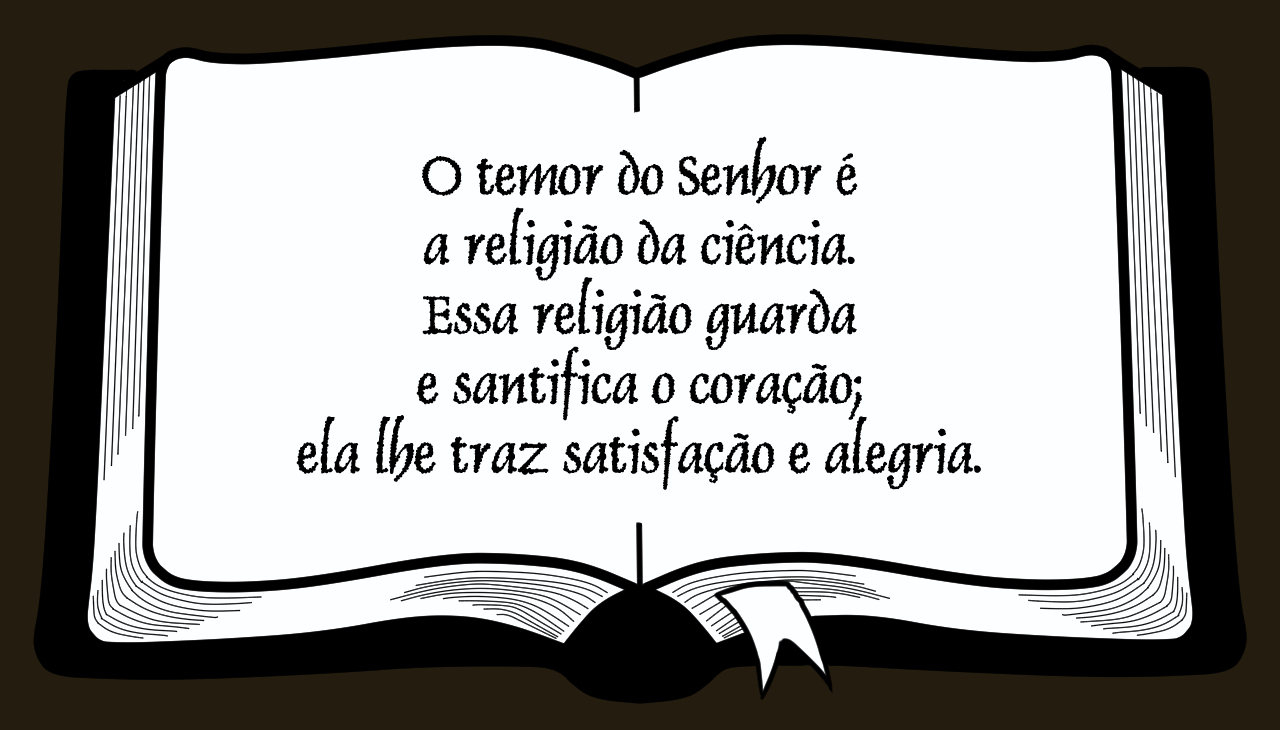 O temor do Senhor é
a religião da ciência.
Essa religião guarda
e santifica o coração;
ela lhe traz satisfação e alegria.